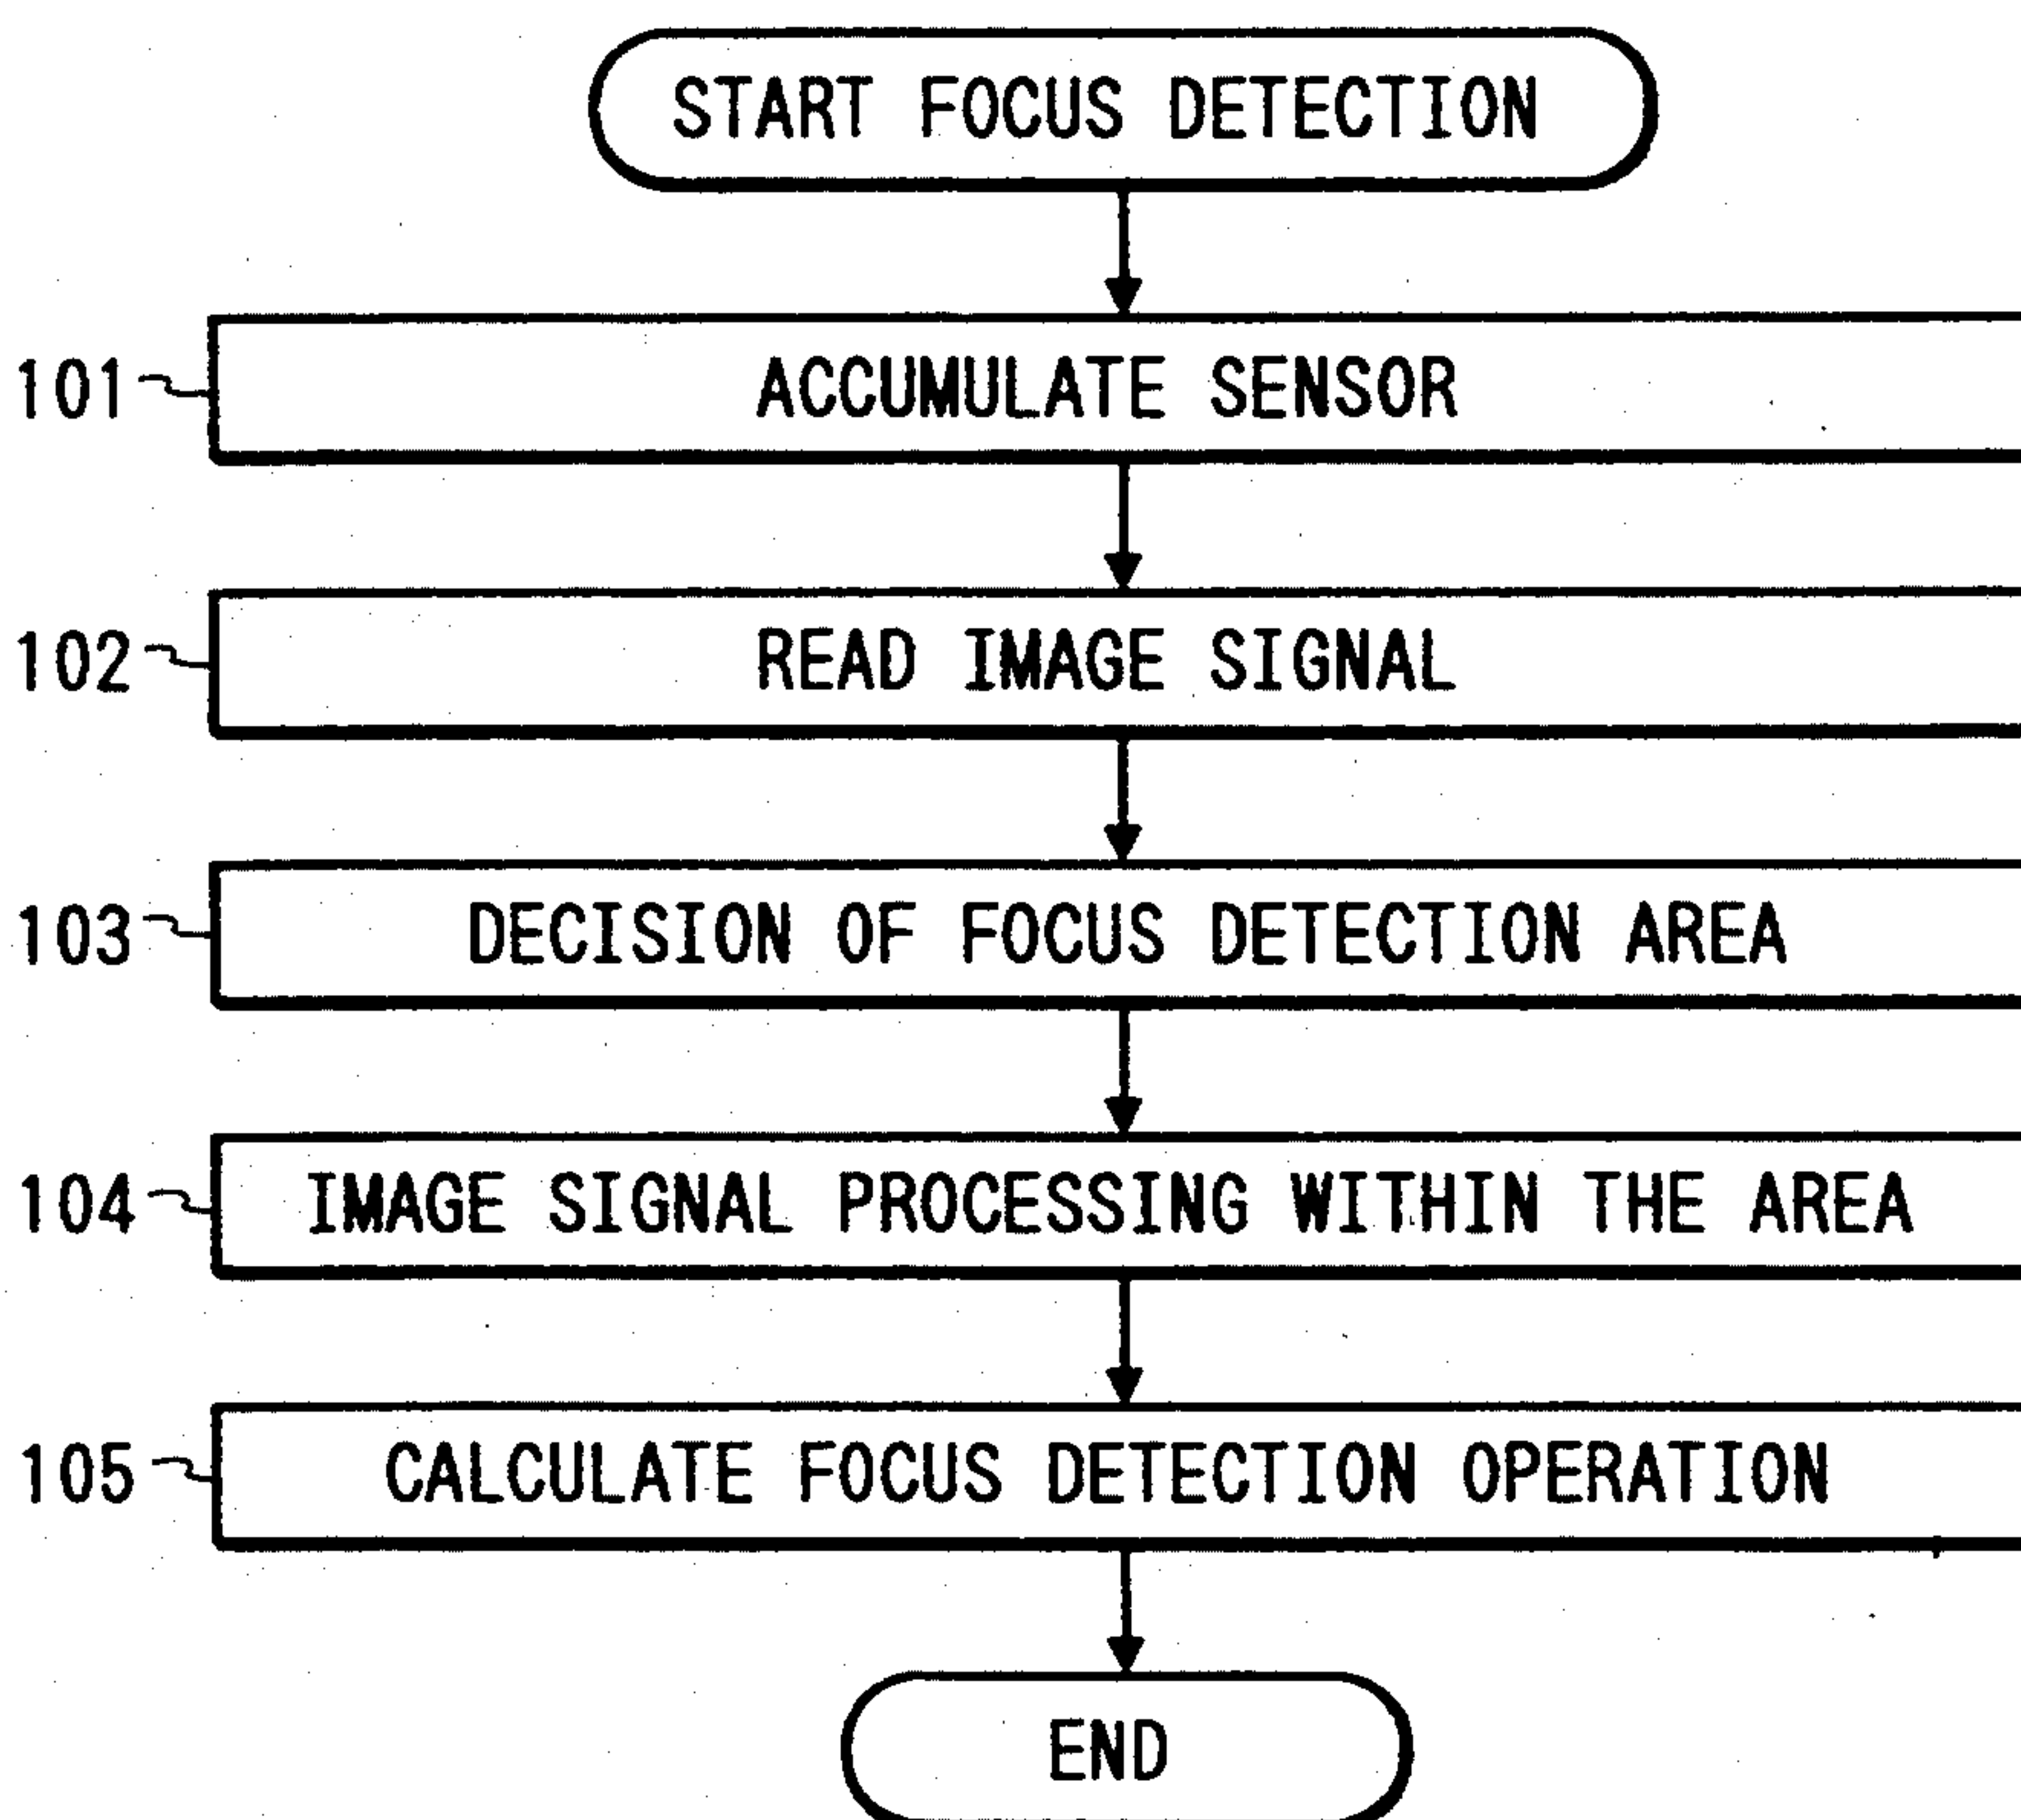 START FOCUS DETECTION
101
ACCUMULATE SENSOR
102
READ IMAGE SIGNAL
103
DECISION OF FOCUS DETECTION AREA
104
IMAGE SIGNAL PROCESSING WITHIN THE AREA
105
CALCULATE FOCUS DETECTION OPERATION
END